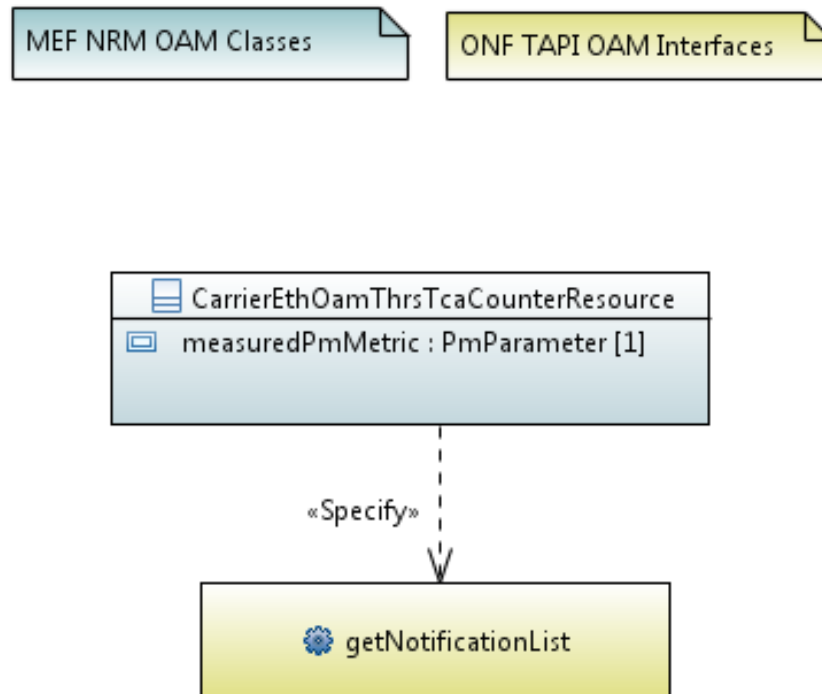 MEF NRM OAM Classes
ONF TAPI OAM Interfaces
CarrierEthOamThrsTcaCounterResource
measuredPmMetric : PmParameter [1]
«Specify»
getNotificationList